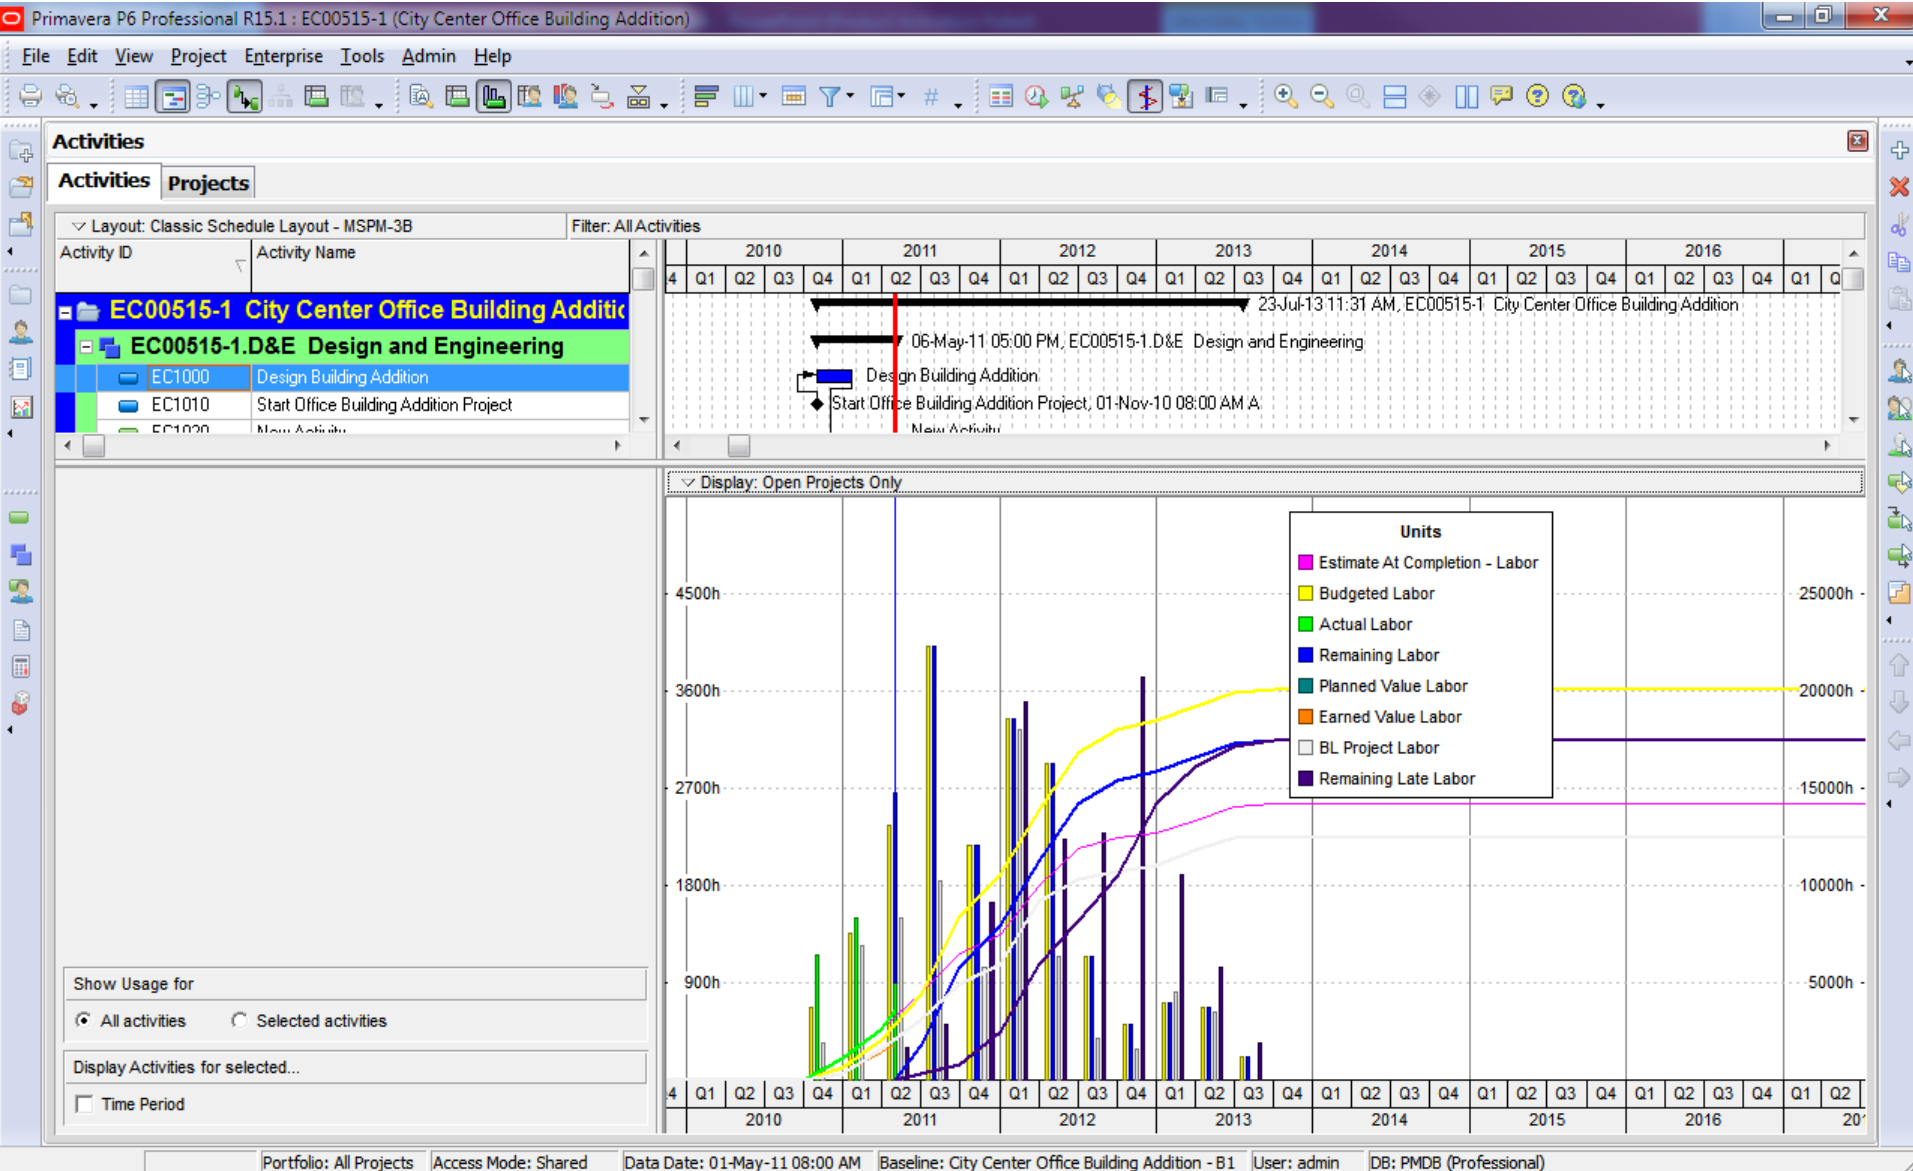 Primavera P6 Professional R15.1 : EC00515-1 (City Center Office Building Addition)
File Edit View Project Enterprise Tools Admin Help
Activities
Activities Projects
Layout: Classic Schedule Layout - MSPM-3B Filter: All Activities
Activity ID Activity Name
2010 2011 2012 2013 2014 2015 2016
4 Q1 Q2 Q3 Q4 Q1 Q2 Q3 Q4 Q1 Q2 Q3 Q4 Q1 Q2 Q3 Q4 Q1 Q2 Q3 Q4 Q1 Q2 Q3 Q4 Q1 Q2 Q3 Q4 Q1 Q
EC00515-1 City Center Office Building Additic
23-Jul-13 11:31 AM, EC00515-1 City Center Office Building Addition
EC00515-1.D&E Design and Engineering
06-May-11 05:00 PM, EC00515-1.D&E Design and Engineering
EC1000 Design Building Addition
Design Building Addition
EC1010 Start Office Building Addition Project
Start Office Building Addition Project, 01-Nov-10 08:00 AM A
EC1020 New Activity
New Activity
Display: Open Projects Only
Units
Estimate At Completion - Labor
Budgeted Labor
Actual Labor
Remaining Labor
Planned Value Labor
Earned Value Labor
BL Project Labor
Remaining Late Labor
4500h 25000h
3600h 20000h
2700h 15000h
1800h 10000h
900h 5000h
Show Usage for
All activities Selected activities
Display Activities for selected...
Time Period
4 Q1 Q2 Q3 Q4 Q1 Q2 Q3 Q4 Q1 Q2 Q3 Q4 Q1 Q2 Q3 Q4 Q1 Q2 Q3 Q4 Q1 Q2 Q3 Q4 Q1 Q2 Q3 Q4 Q1 Q2
2010 2011 2012 2013 2014 2015 2016 20
Portfolio: All Projects Access Mode: Shared Data Date: 01-May-11 08:00 AM Baseline: City Center Office Building Addition - B1 User: admin DB: PMDB (Professional)